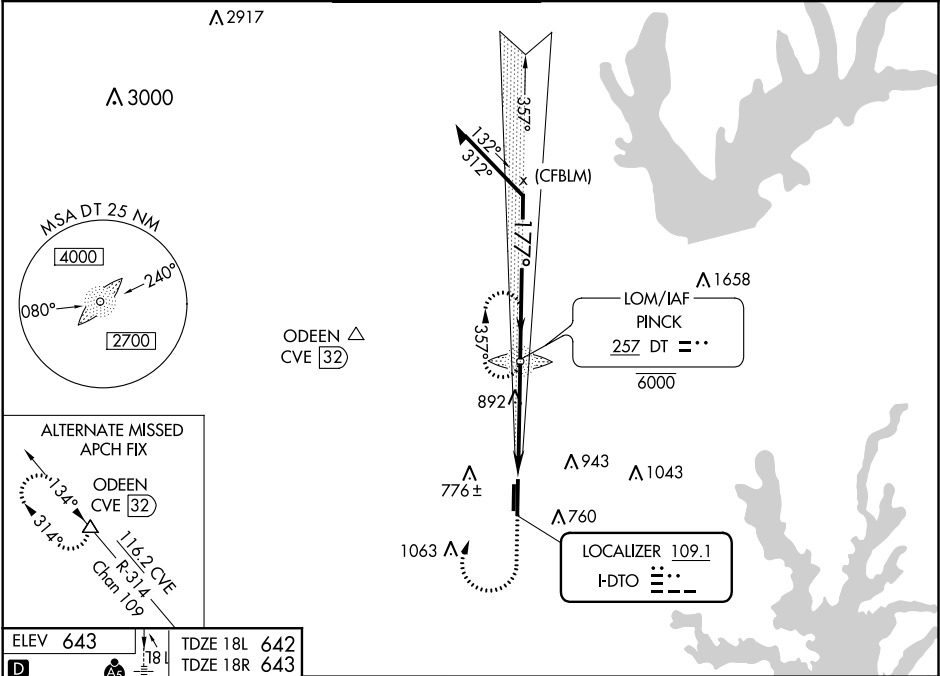 2917
3000
357°
132°
312°
(CFBLM)
177°
MSA DT 25 NM
4000
240°
080°
2700
1658
LOM/IAF
PINCK
257 DT
6000
ODEEN
CVE 32
357°
892
ALTERNATE MISSED
APCH FIX
ODEEN
CVE 32
134°
314°
116.2 CVE
R-314
Chan 109
943
1043
776 ±
760
1063
LOCALIZER 109.1
I-DTO
ELEV 643
D
A5
18L
TDZE 18L 642
TDZE 18R 643